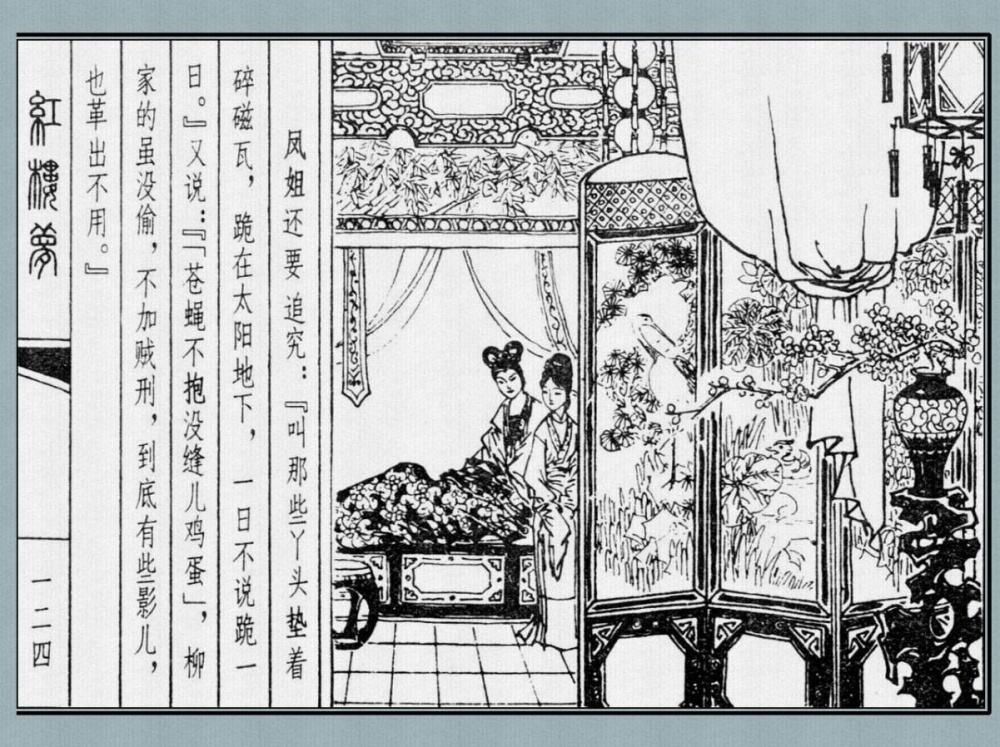 凤姐还要追究：『叫那些丫头垫着
碎磁瓦，跪在太阳地下，一日不说跪一
日。』又说：『「苍蝇不抱没缝儿鸡蛋」，柳
家的虽没偷，不加贼刑，到底有些影儿，
也革出不用。』
红楼梦
一二四